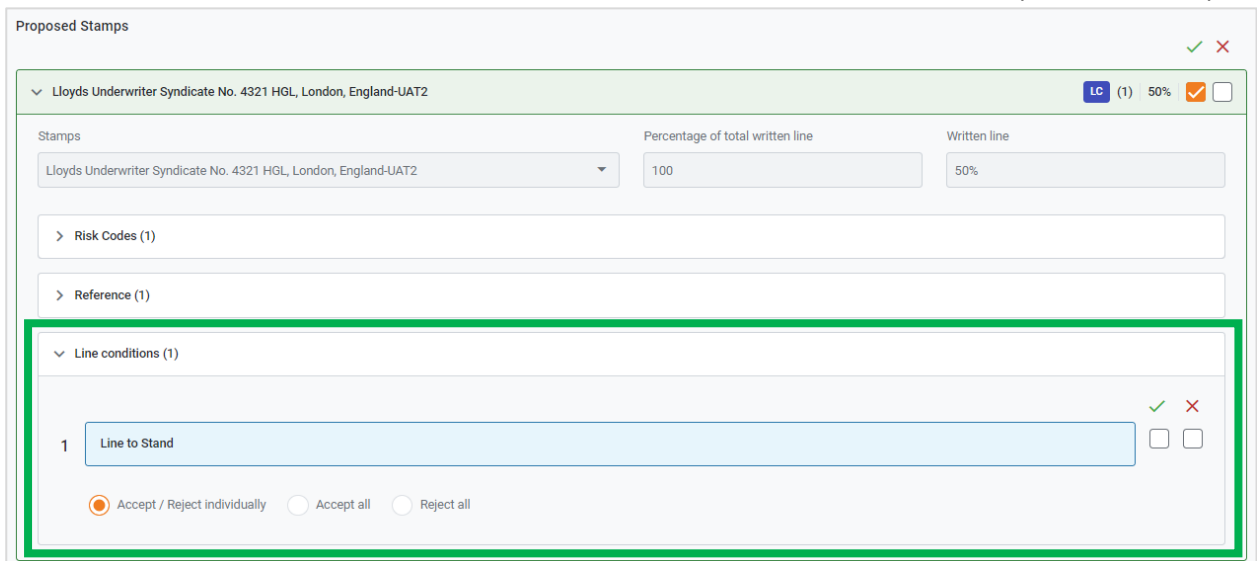 Proposed Stamps
Lloyds Underwriter Syndicate No. 4321 HGL, London, England-UAT2 LC (1) 50%
Stamps Percentage of total written line Written line
Lloyds Underwriter Syndicate No. 4321 HGL, London, England-UAT2 100 50%
Risk Codes (1)
Reference (1)
Line conditions (1)
1 Line to Stand
Accept / Reject individually Accept all Reject all